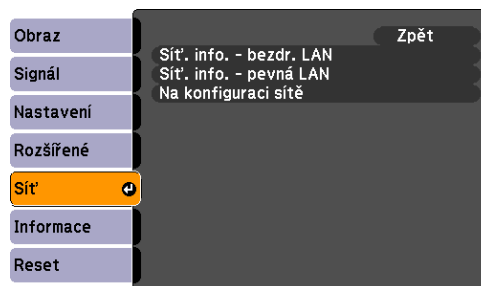 Obraz
Signál
Nastavení
Rozšířené
Síť
Informace
Reset
Zpět
Síť. info. - bezdr. LAN
Síť. info. - pevná LAN
Na konfiguraci sítě